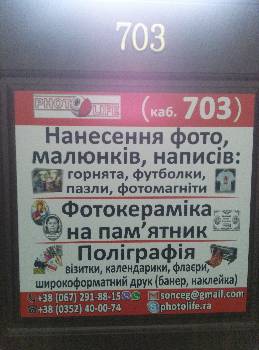 703
PHOTO LIFE
(каб. 703)
Нанесення фото,
малюнків, написів:
горнята, футболки,
пазли, фотомагніти
Фотокераміка
на пам'ятник
Поліграфія
візитки, календарики, флаєри,
широкоформатний друк (банер, наклейка)
+38 (067) 291-88-15 sonceg@gmail.com
+38 (0352) 40-00-74 photolife.ra